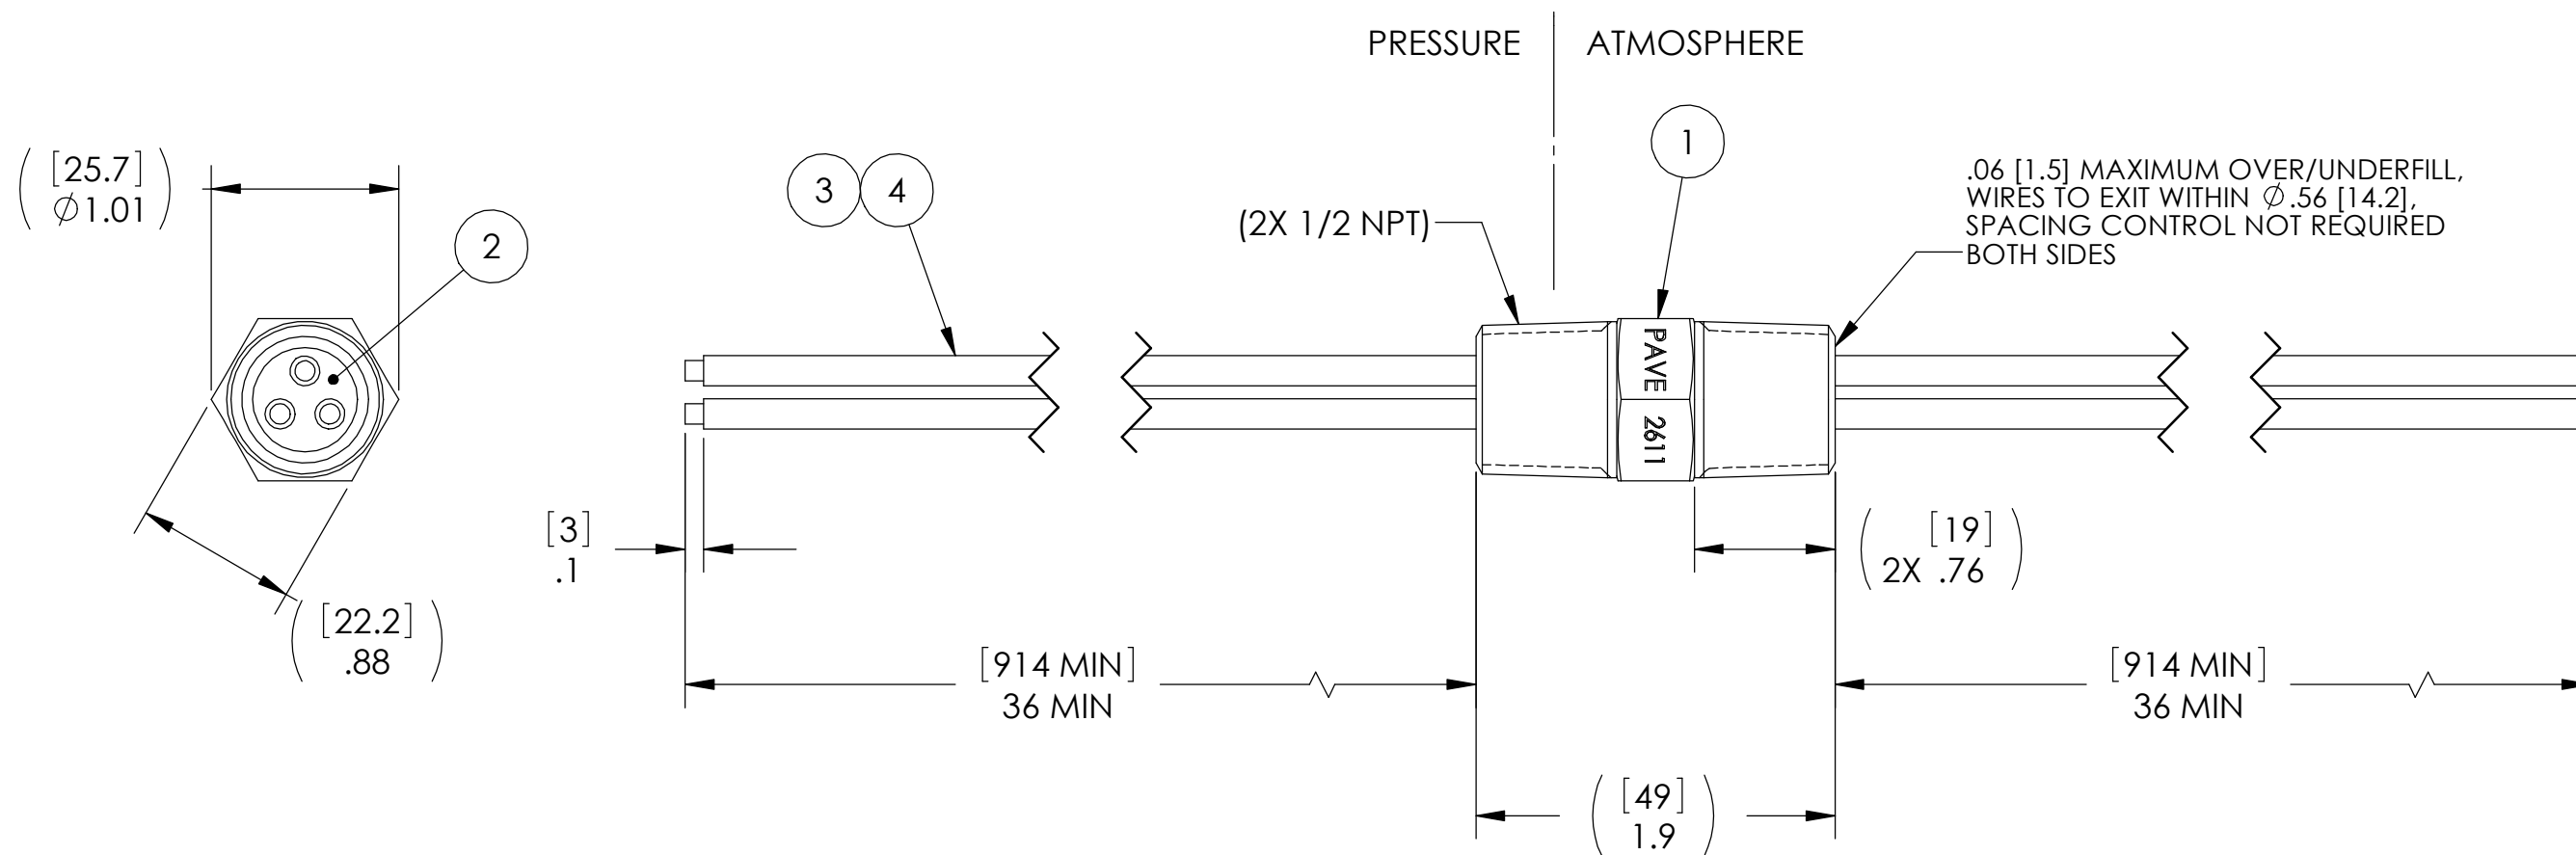 PRESSURE
ATMOSPHERE
1
[25.7]
Ø1.01
3
4
.06 [1.5] MAXIMUM OVER/UNDERFILL,
WIRES TO EXIT WITHIN Ø.56 [14.2],
SPACING CONTROL NOT REQUIRED
BOTH SIDES
(2X 1/2 NPT)
2
PAVE 2611
[3]
.1
[19]
2X .76
[22.2]
.88
[914 MIN]
36 MIN
[914 MIN]
36 MIN
[49]
1.9